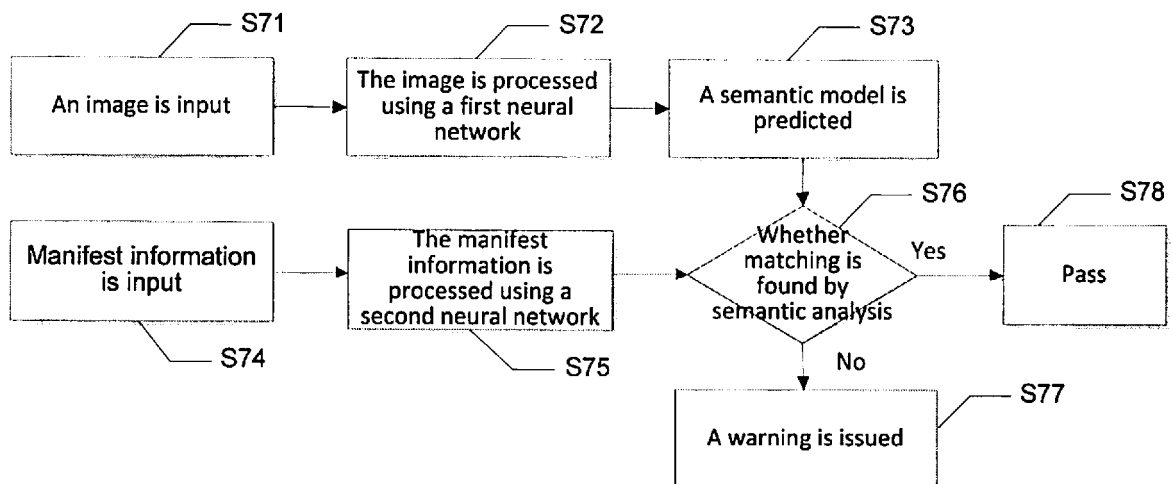 S71
S72
S73
An image is input
The image is processed
using a first neural
network
A semantic model is
predicted
S76
S78
Manifest information
is input
The manifest
information is
processed using a
second neural network
Whether
matching is
found by
semantic analysis
Yes
Pass
S74
S75
No
S77
A warning is issued